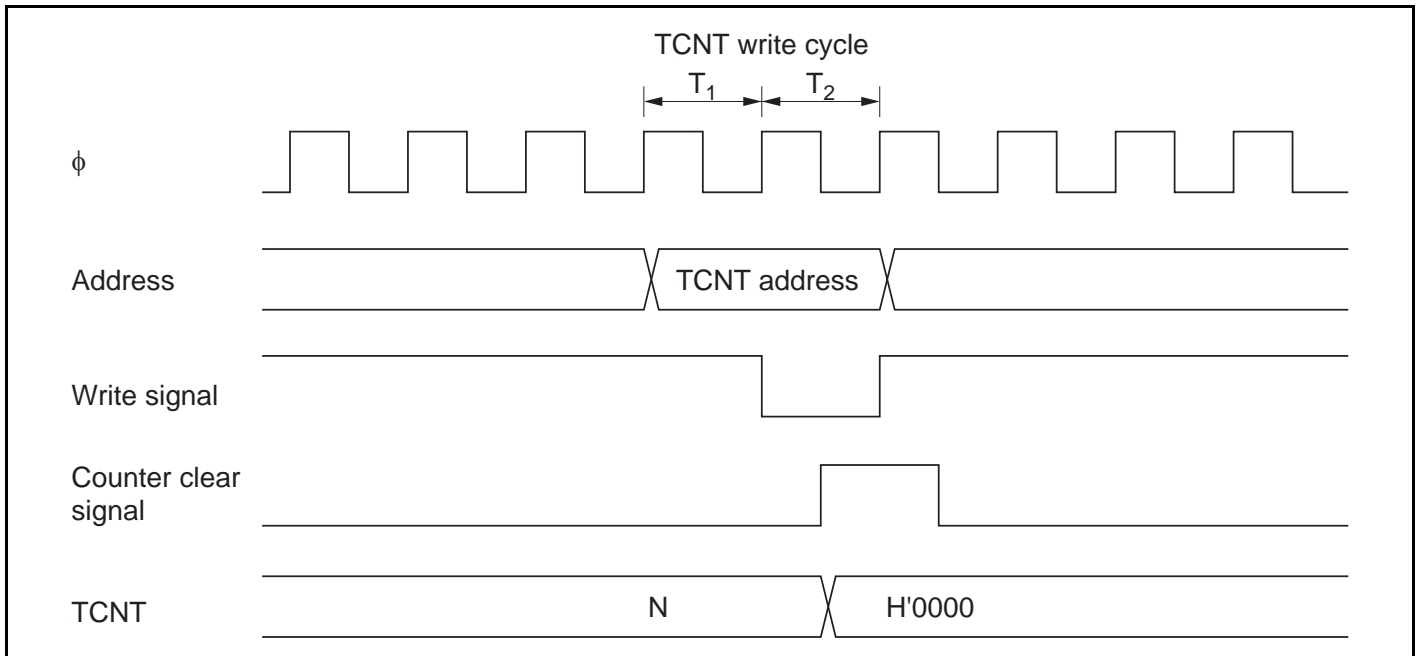 TCNT write cycle
T₁ T₂
ϕ
Address
TCNT address
Write signal
Counter clear
signal
TCNT
N
H'0000